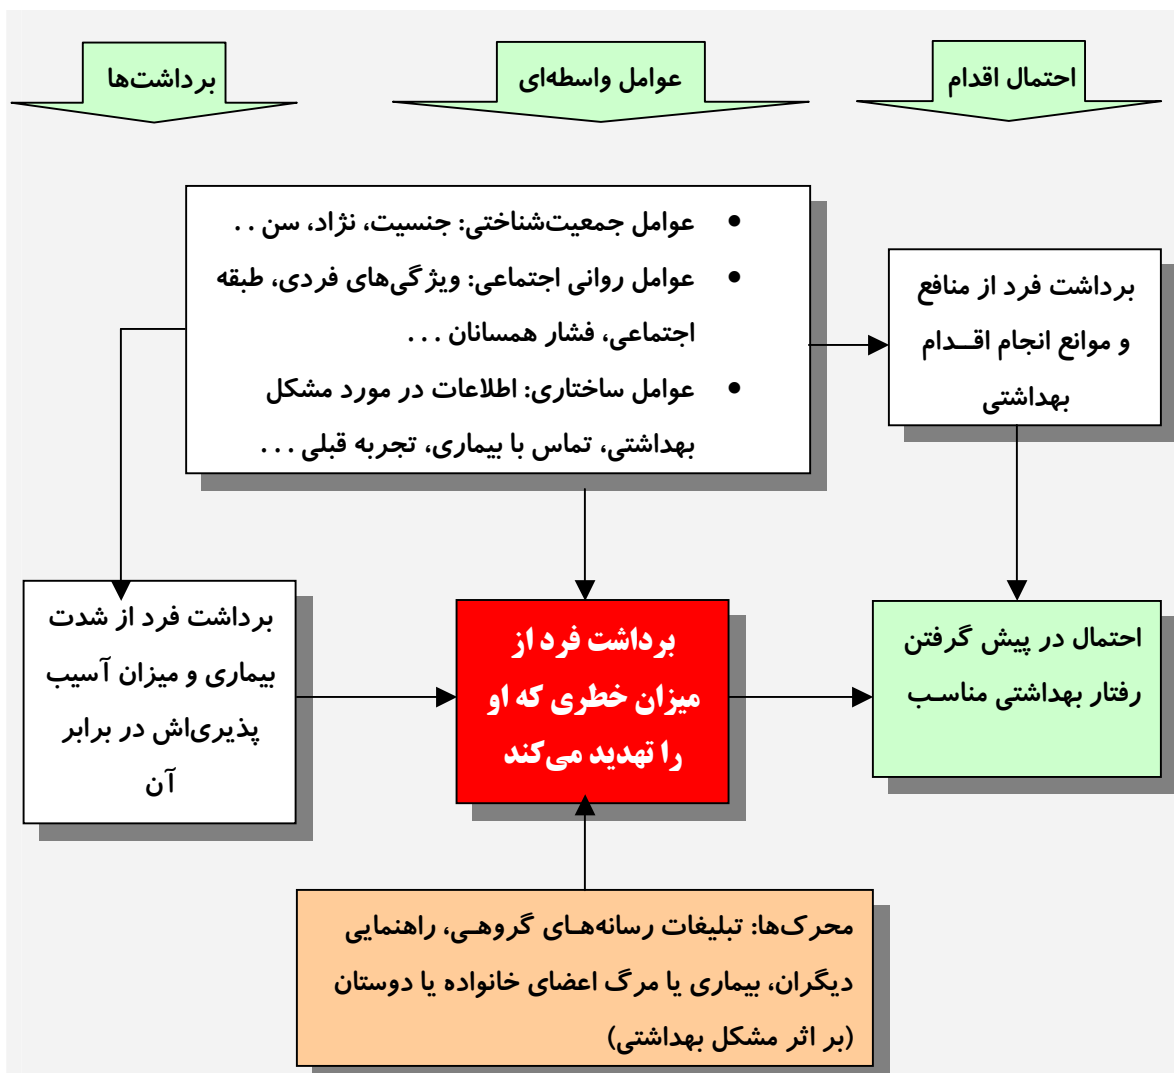 احتمال اقدام
عوامل واسطه‌ای
برداشت‌ها
• عوامل جمعیت‌شناختی: جنسیت، نژاد، سن . .
• عوامل روانی اجتماعی: ویژگی‌های فردی، طبقه
اجتماعی، فشار همسانان . . .
• عوامل ساختاری: اطلاعات در مورد مشکل
بهداشتی، تماس با بیماری، تجربه قبلی . . .
برداشت فرد از منافع
و موانع انجام اقــدام
بهداشتی
احتمال در پیش گرفتن
رفتار بهداشتی مناسـب
برداشت فرد از
میزان خطری که او
را تهدید می‌کند
برداشت فرد از شدت
بیماری و میزان آسیب
پذیری‌اش در برابر
آن
محرک‌ها: تبلیغات رسانه‌هـای گروهـی، راهنمایی
دیگران، بیماری یا مرگ اعضای خانواده یا دوستان
(بر اثر مشکل بهداشتی)